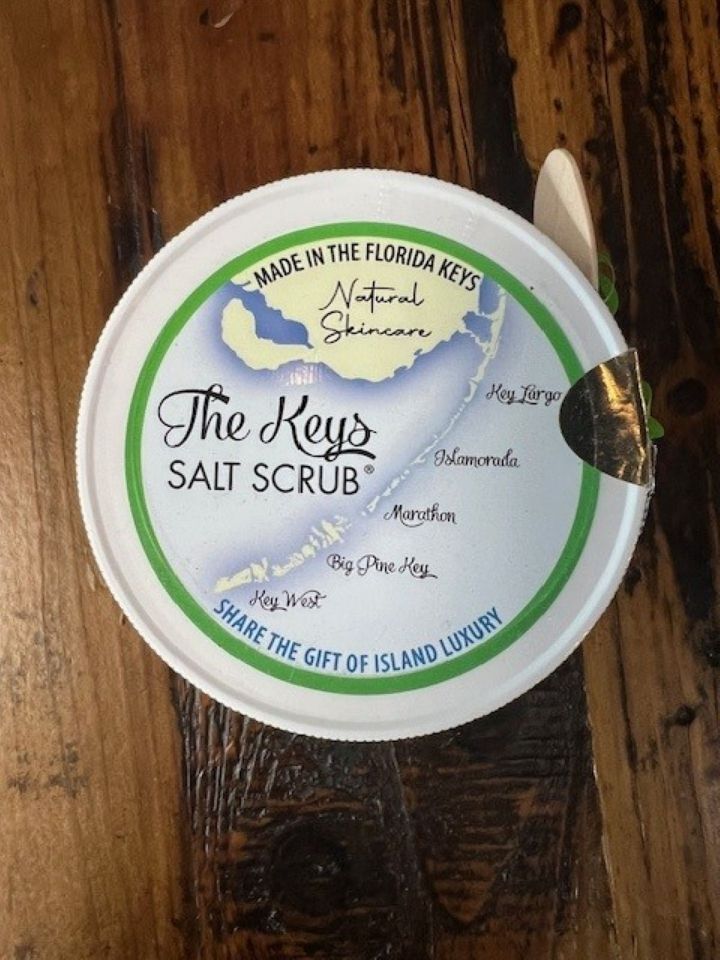 MADE IN THE FLORIDA KEYS
Natural
Skincare
The Keys
SALT SCRUB®
Key Largo
Islamorada
Marathon
Big Pine Key
Key West
SHARE THE GIFT OF ISLAND LUXURY